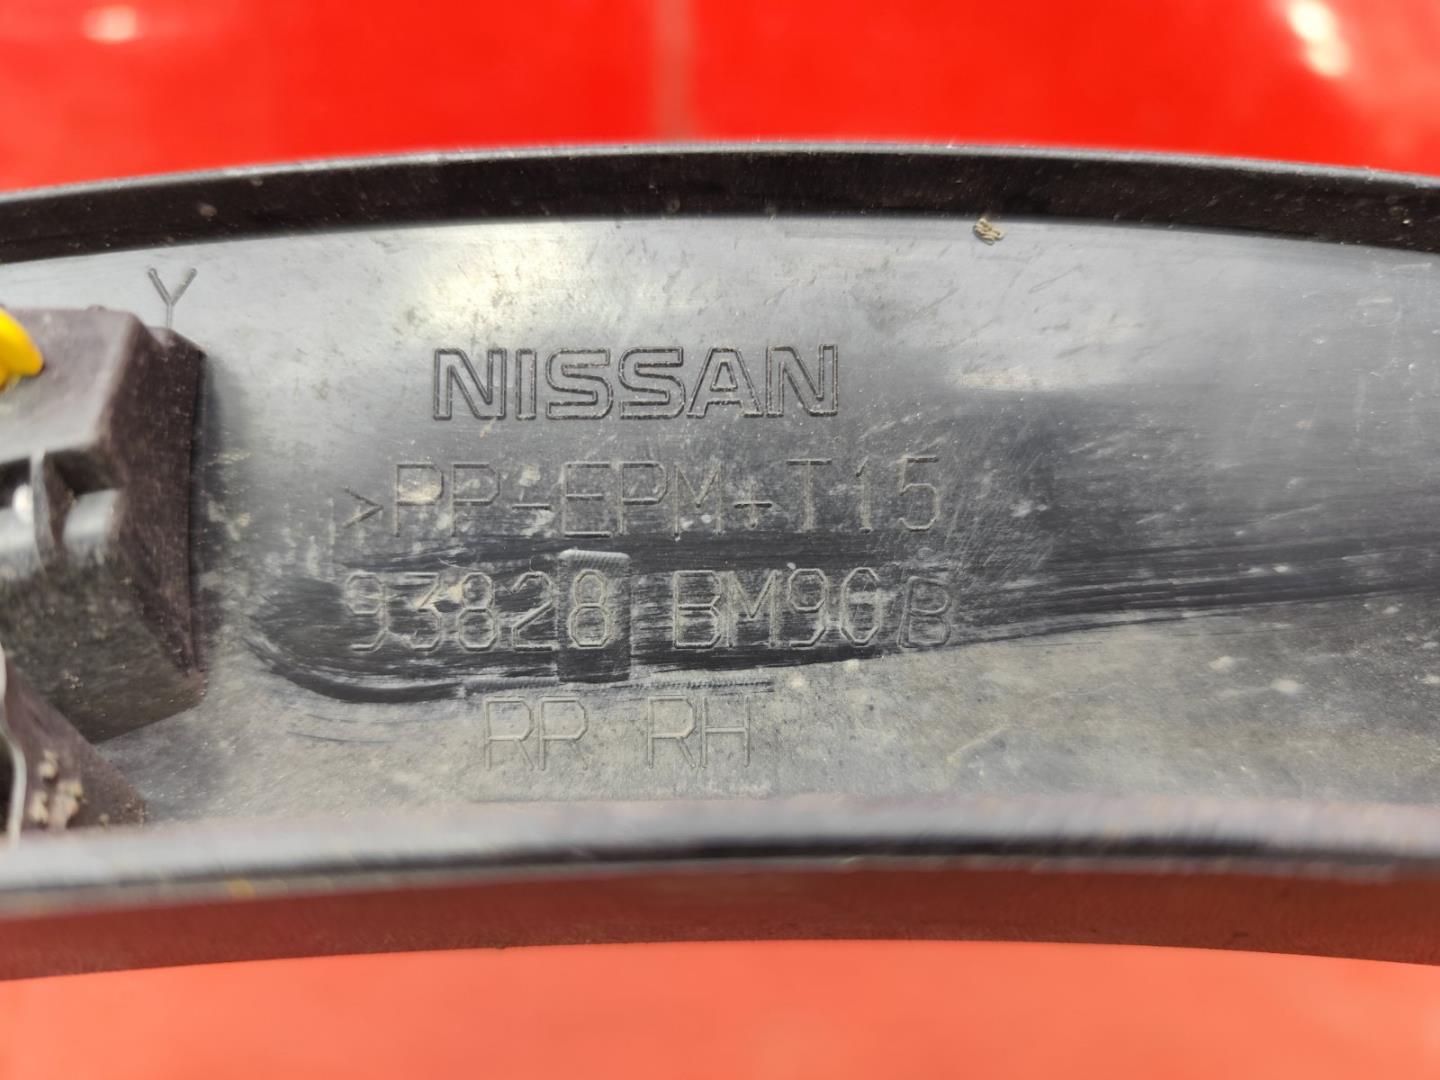 Y
NISSAN
>PP-EPM+T15
93828 BM96B
RR RH